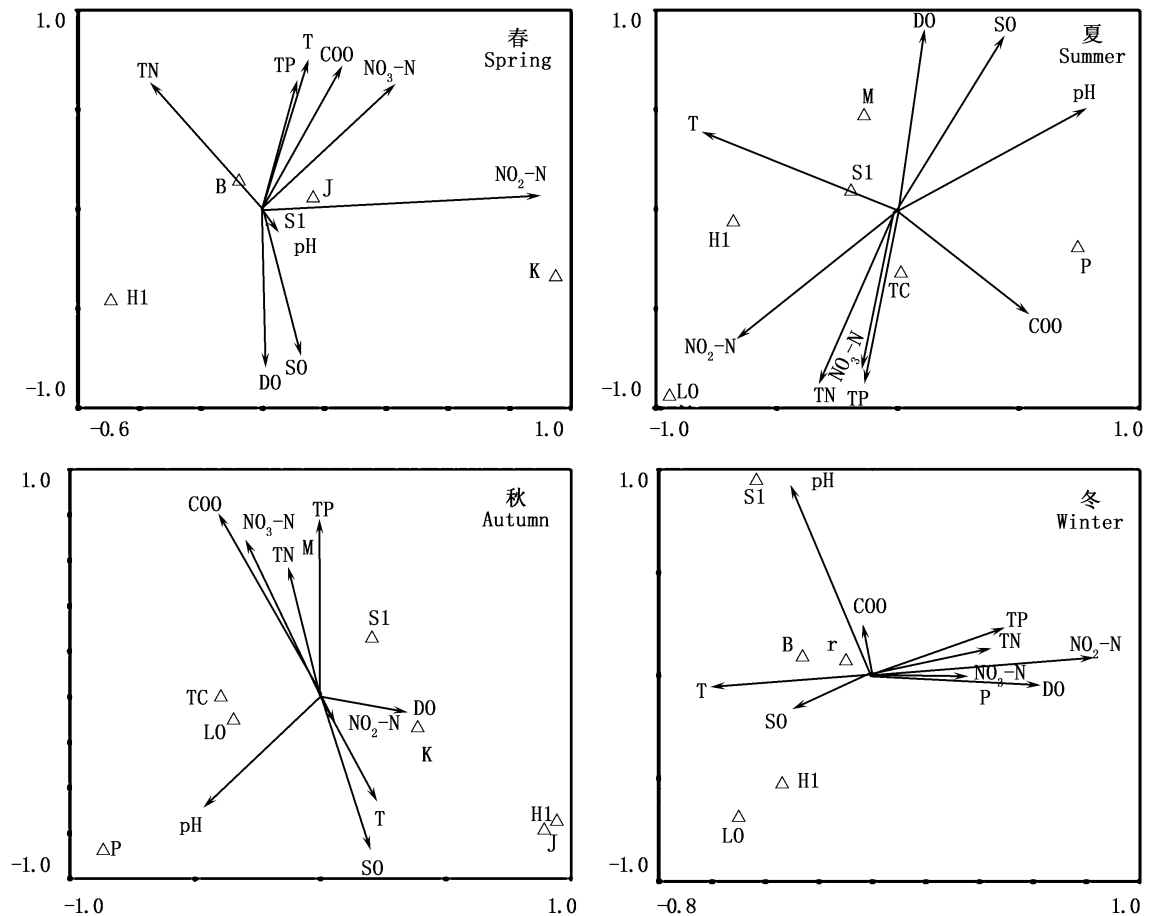 1.0
春
Spring
T
TP
COO
NO₃-N
TN
B
J
NO₂-N
S1
pH
K
H1
SO
DO
-1.0
-0.6
1.0
1.0
夏
Summer
DO
SO
M
pH
T
S1
H1
P
TC
COO
NO₂-N
NO₃-N
LO
TN
TP
-1.0
-1.0
1.0
1.0
秋
Autumn
COO
NO₃-N
TP
TN
M
S1
TC
LO
DO
NO₂-N
K
T
pH
H1
J
P
SO
-1.0
-1.0
1.0
1.0
冬
Winter
S1
pH
COO
TP
B
r
TN
NO₂-N
NO₃-N
T
P
DO
SO
H1
LO
-1.0
-0.8
1.0